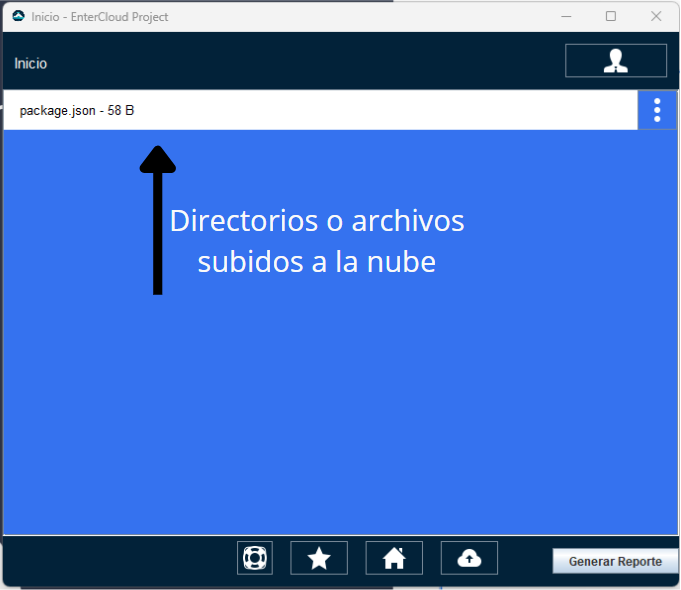 Inicio - EnterCloud Project
Inicio
package.json - 58 B
Directorios o archivos
subidos a la nube
Generar Reporte